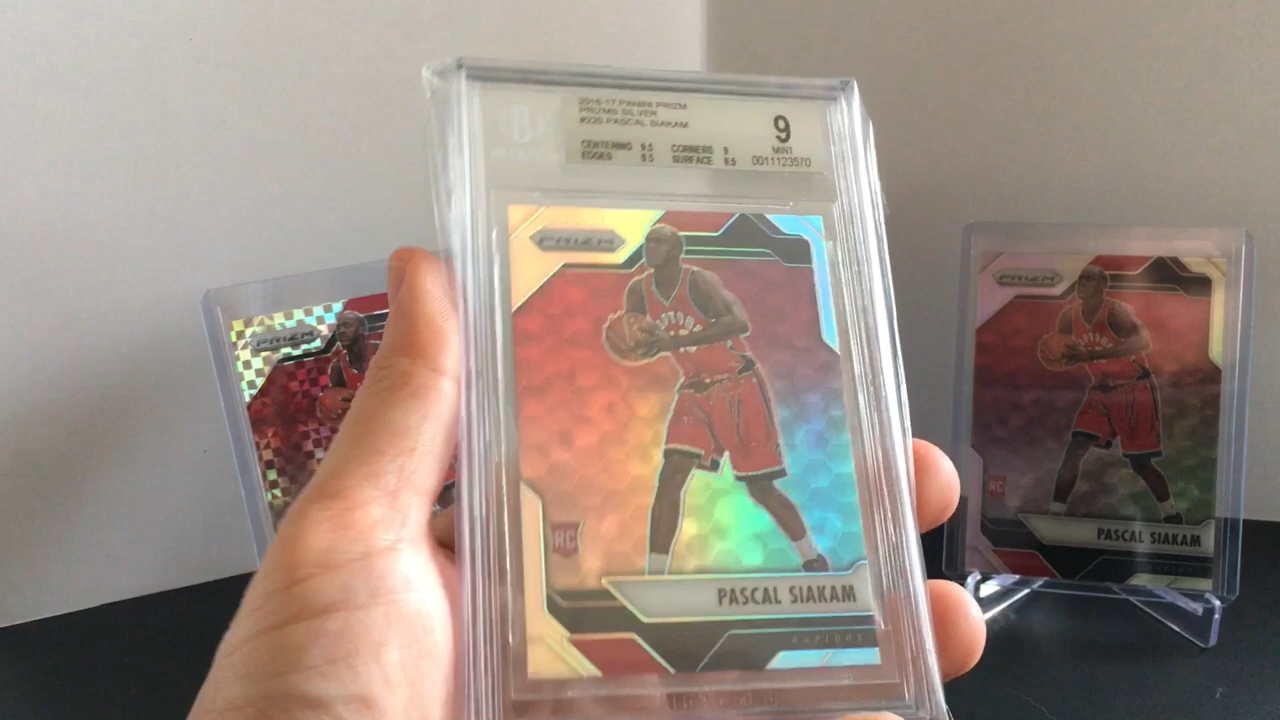 2016-17 PANINI PRIZM
PRIZMS SILVER
#220 PASCAL SIAKAM
9
MINT
CENTERING 9.5 CORNERS 9
EDGES 9.5 SURFACE 8.5
0011123570
PRIZM
TORONTO
RC
PASCAL SIAKAM
RAPTORS
PRIZM
PRIZM
RC
PASCAL SIAKAM